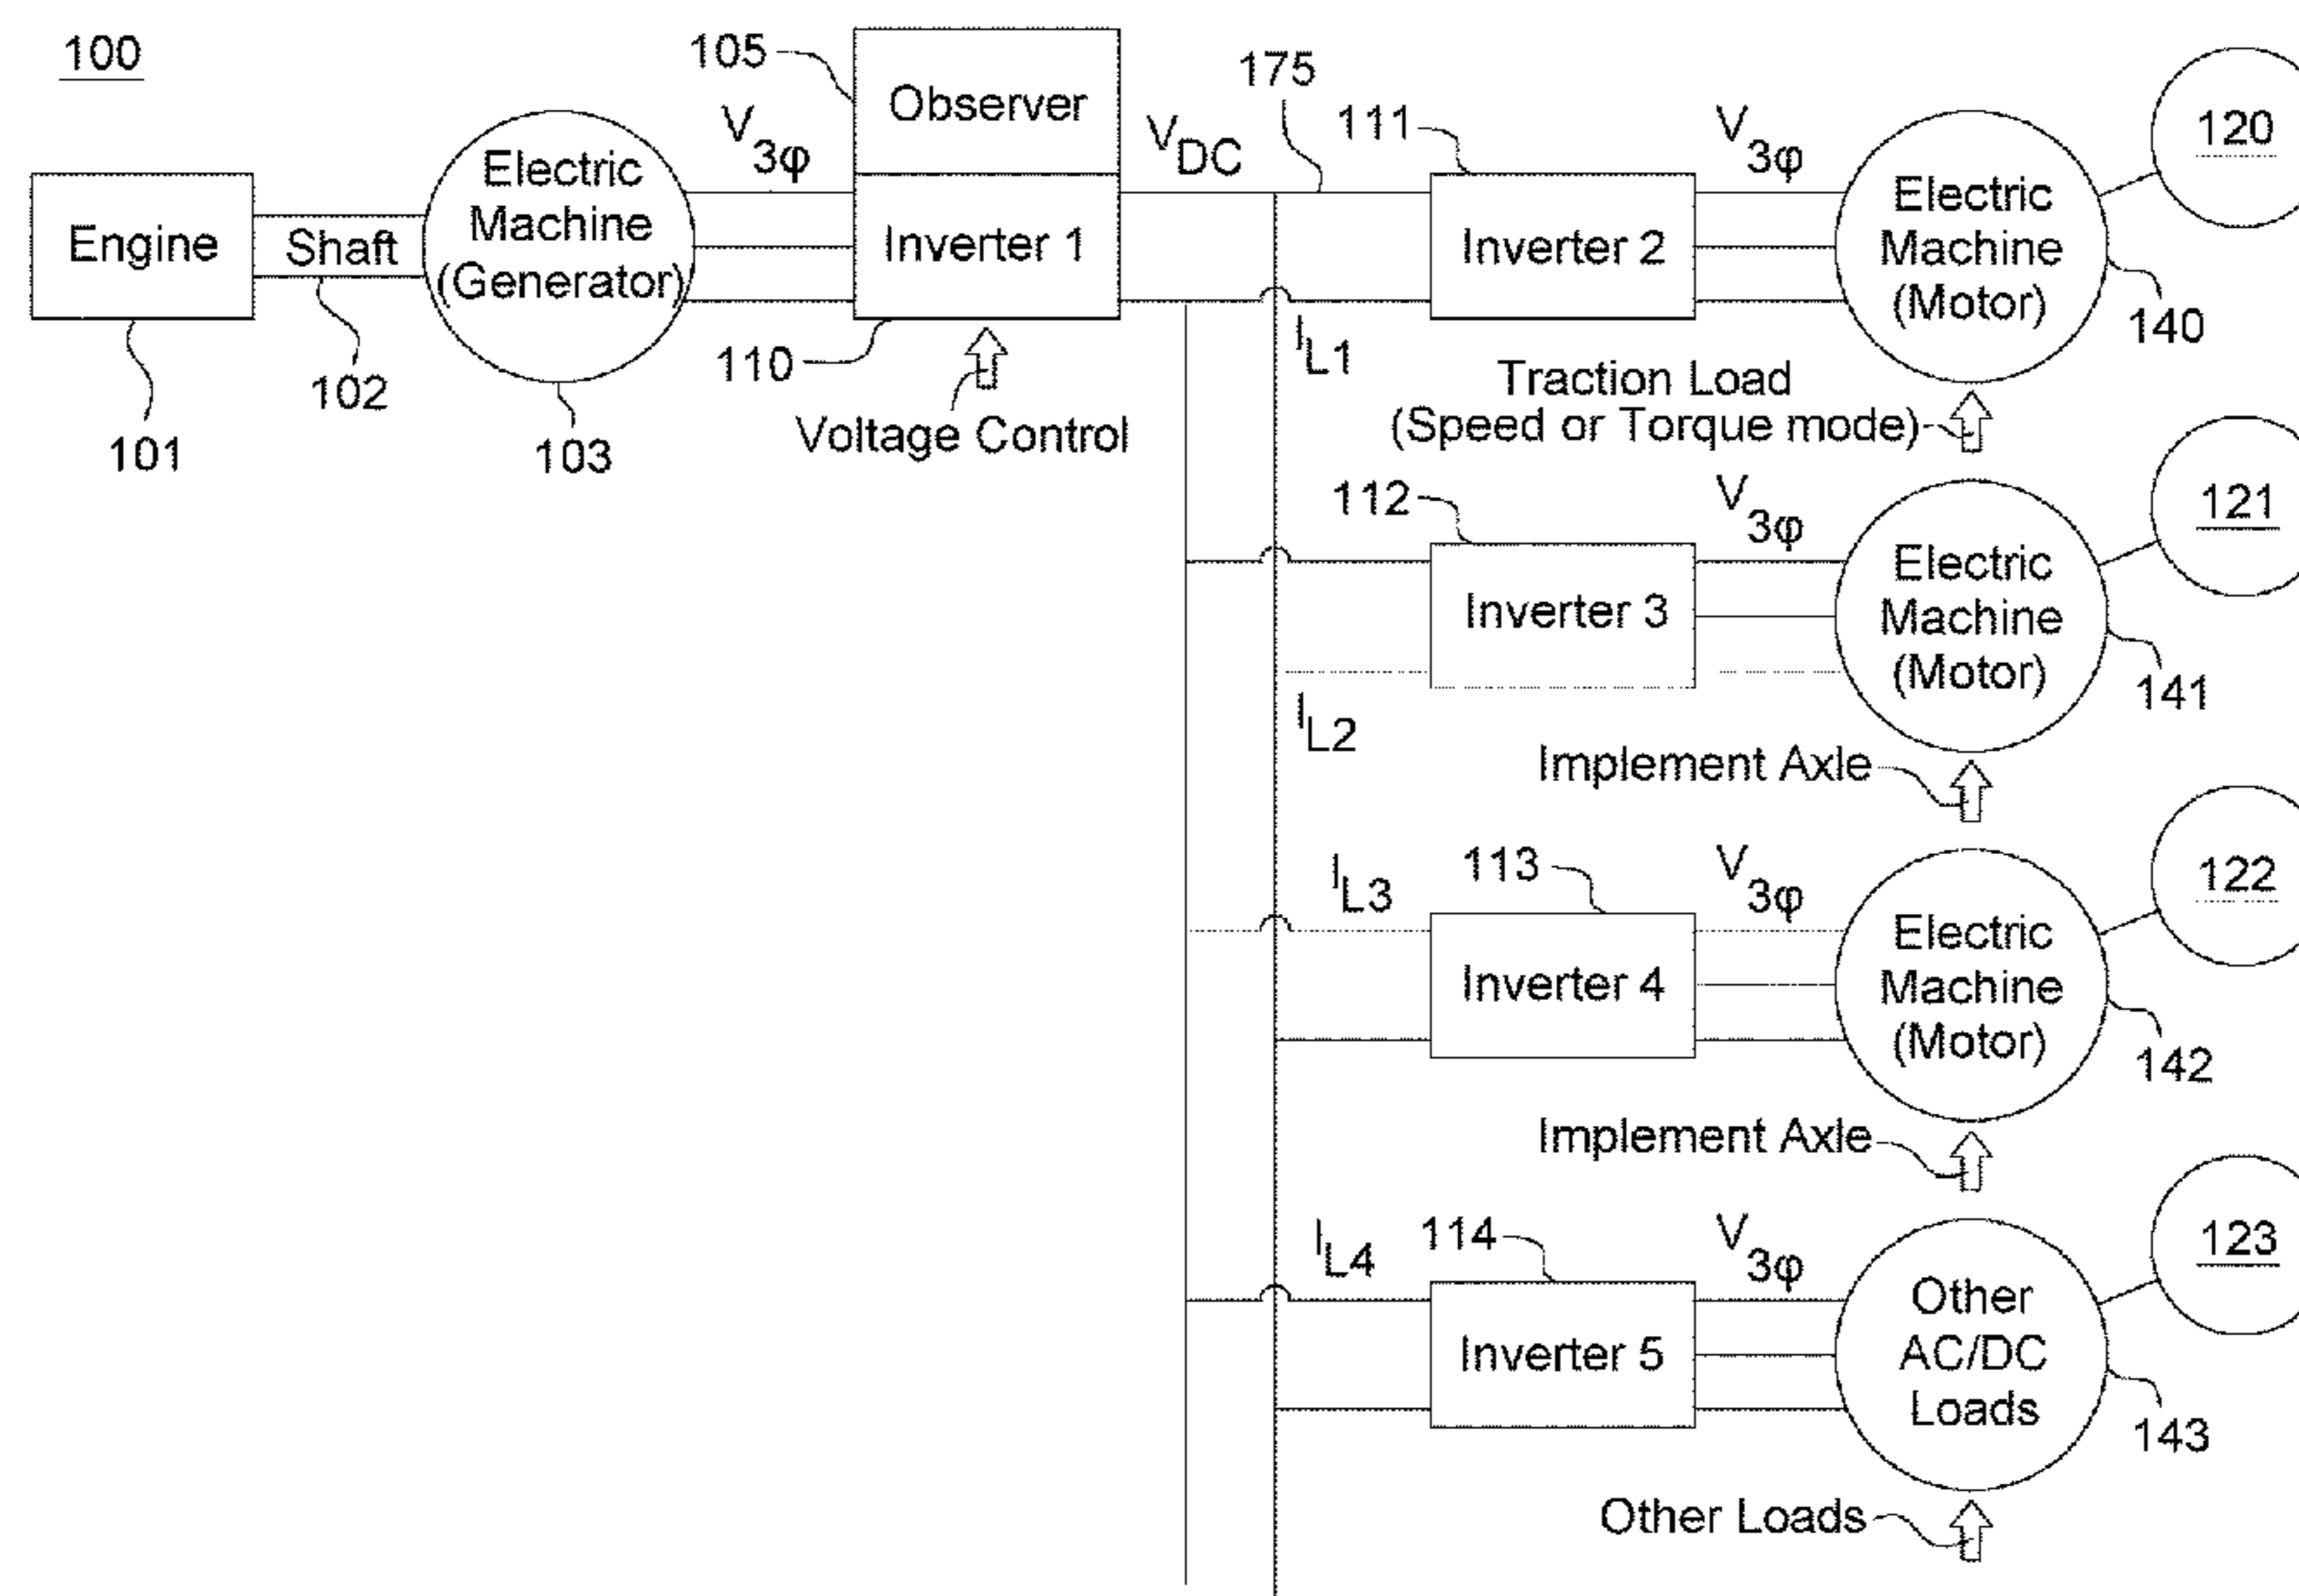 100
105
Observer
V3φ
VDC
175
111
V3φ
120
Engine
Shaft
Electric
Machine
(Generator)
Inverter 1
Inverter 2
Electric
Machine
(Motor)
101
102
103
110
Voltage Control
IL1
140
Traction Load
(Speed or Torque mode)
112
V3φ
121
Inverter 3
Electric
Machine
(Motor)
141
IL2
Implement Axle
IL3
113
V3φ
122
Inverter 4
Electric
Machine
(Motor)
142
Implement Axle
IL4
114
V3φ
123
Inverter 5
Other
AC/DC
Loads
143
Other Loads